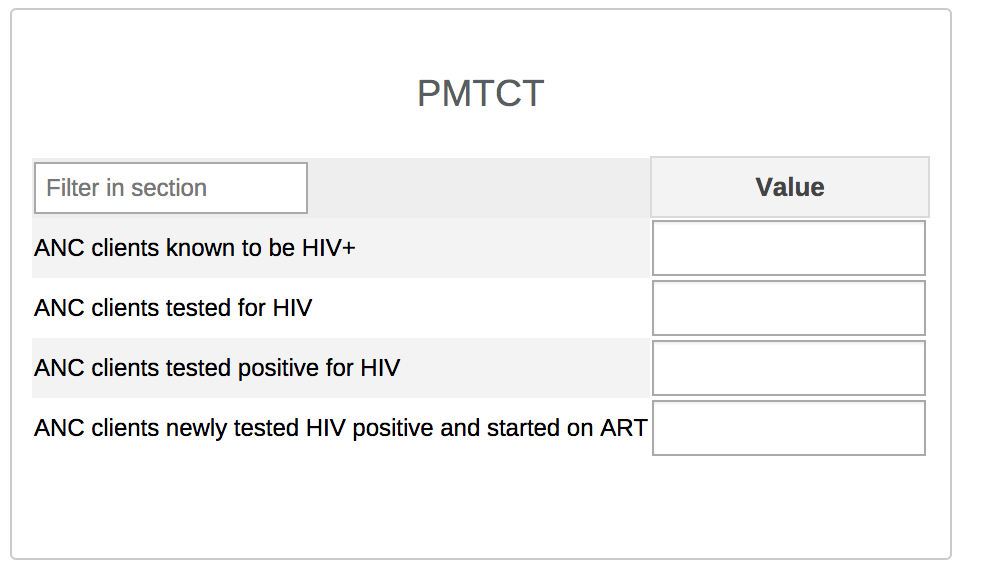 PMTCT
Filter in section
Value
ANC clients known to be HIV+
ANC clients tested for HIV
ANC clients tested positive for HIV
ANC clients newly tested HIV positive and started on ART